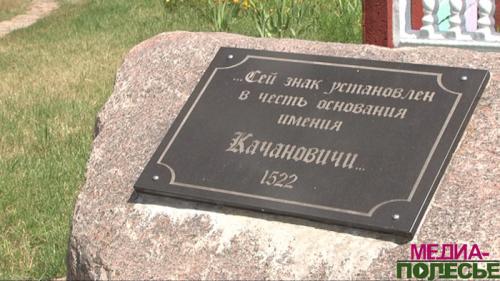 ...Сей знак установлен
в честь основания
имения
Качановичи...
1522
МЕДИА-
ПОЛЕСЬЕ